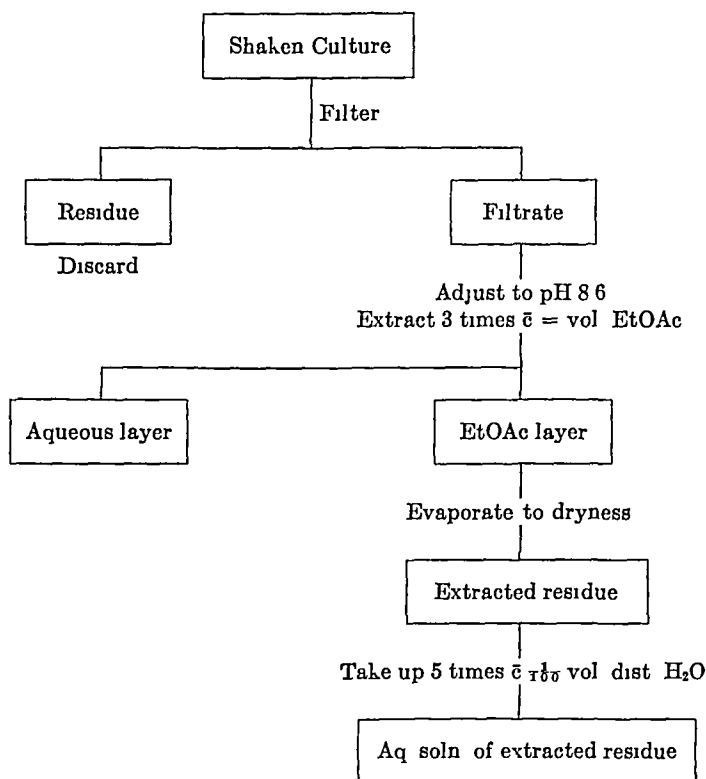 Shaken Culture
Filter
Residue
Filtrate
Discard
Adjust to pH 8 6
Extract 3 times c̄ = vol EtOAc
Aqueous layer
EtOAc layer
Evaporate to dryness
Extracted residue
Take up 5 times c̄ 1/100 vol dist H₂O
Aq soln of extracted residue